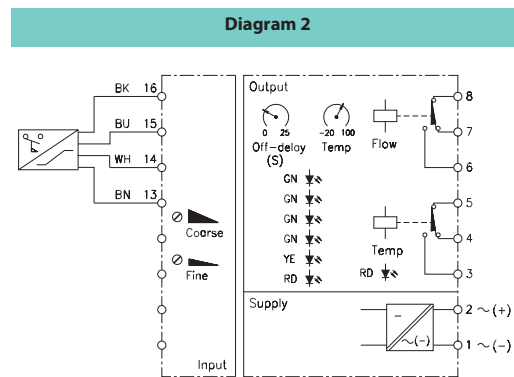 Diagram 2
BK 16
BU 15
WH 14
BN 13
Coarse
Fine
Input
Output
0 25
Off-delay
(S)
-20 100
Temp
Flow
8
7
6
GN
GN
GN
GN
YE
RD
Temp
RD
5
4
3
Supply
– ~(–)
2 ~(+)
1 ~(–)